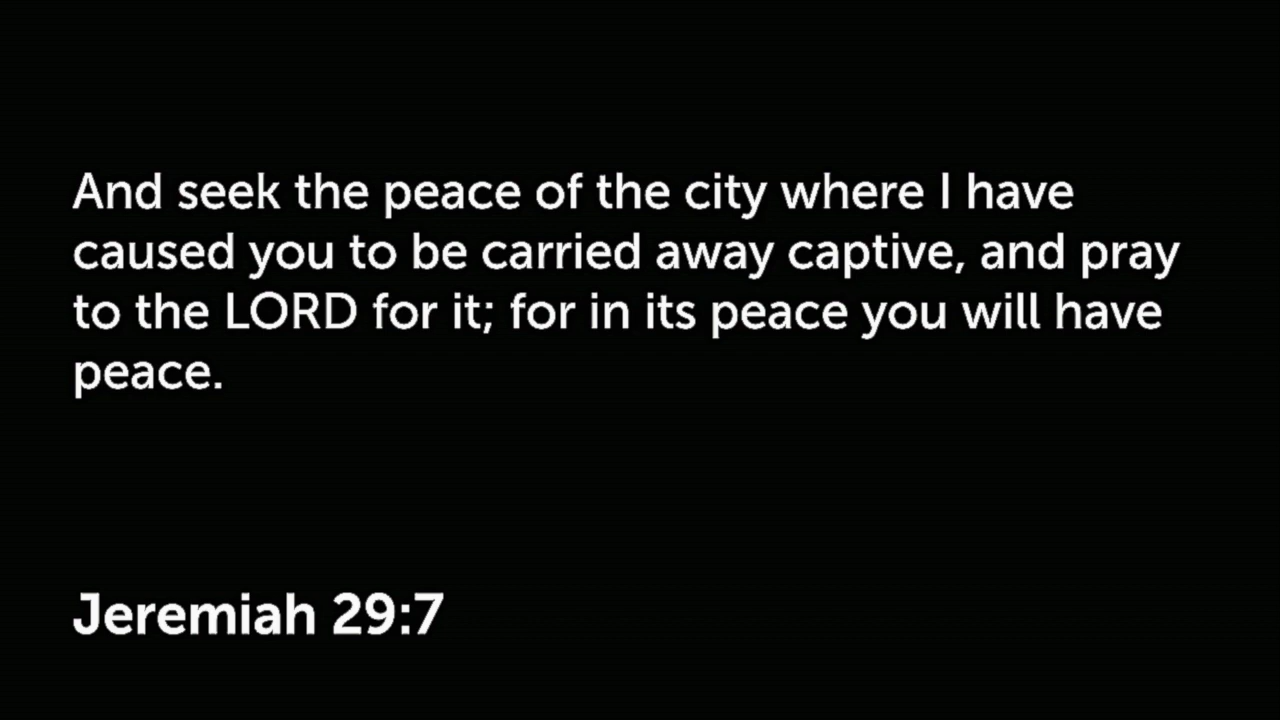 And seek the peace of the city where I have
caused you to be carried away captive, and pray
to the LORD for it; for in its peace you will have
peace.
Jeremiah 29:7